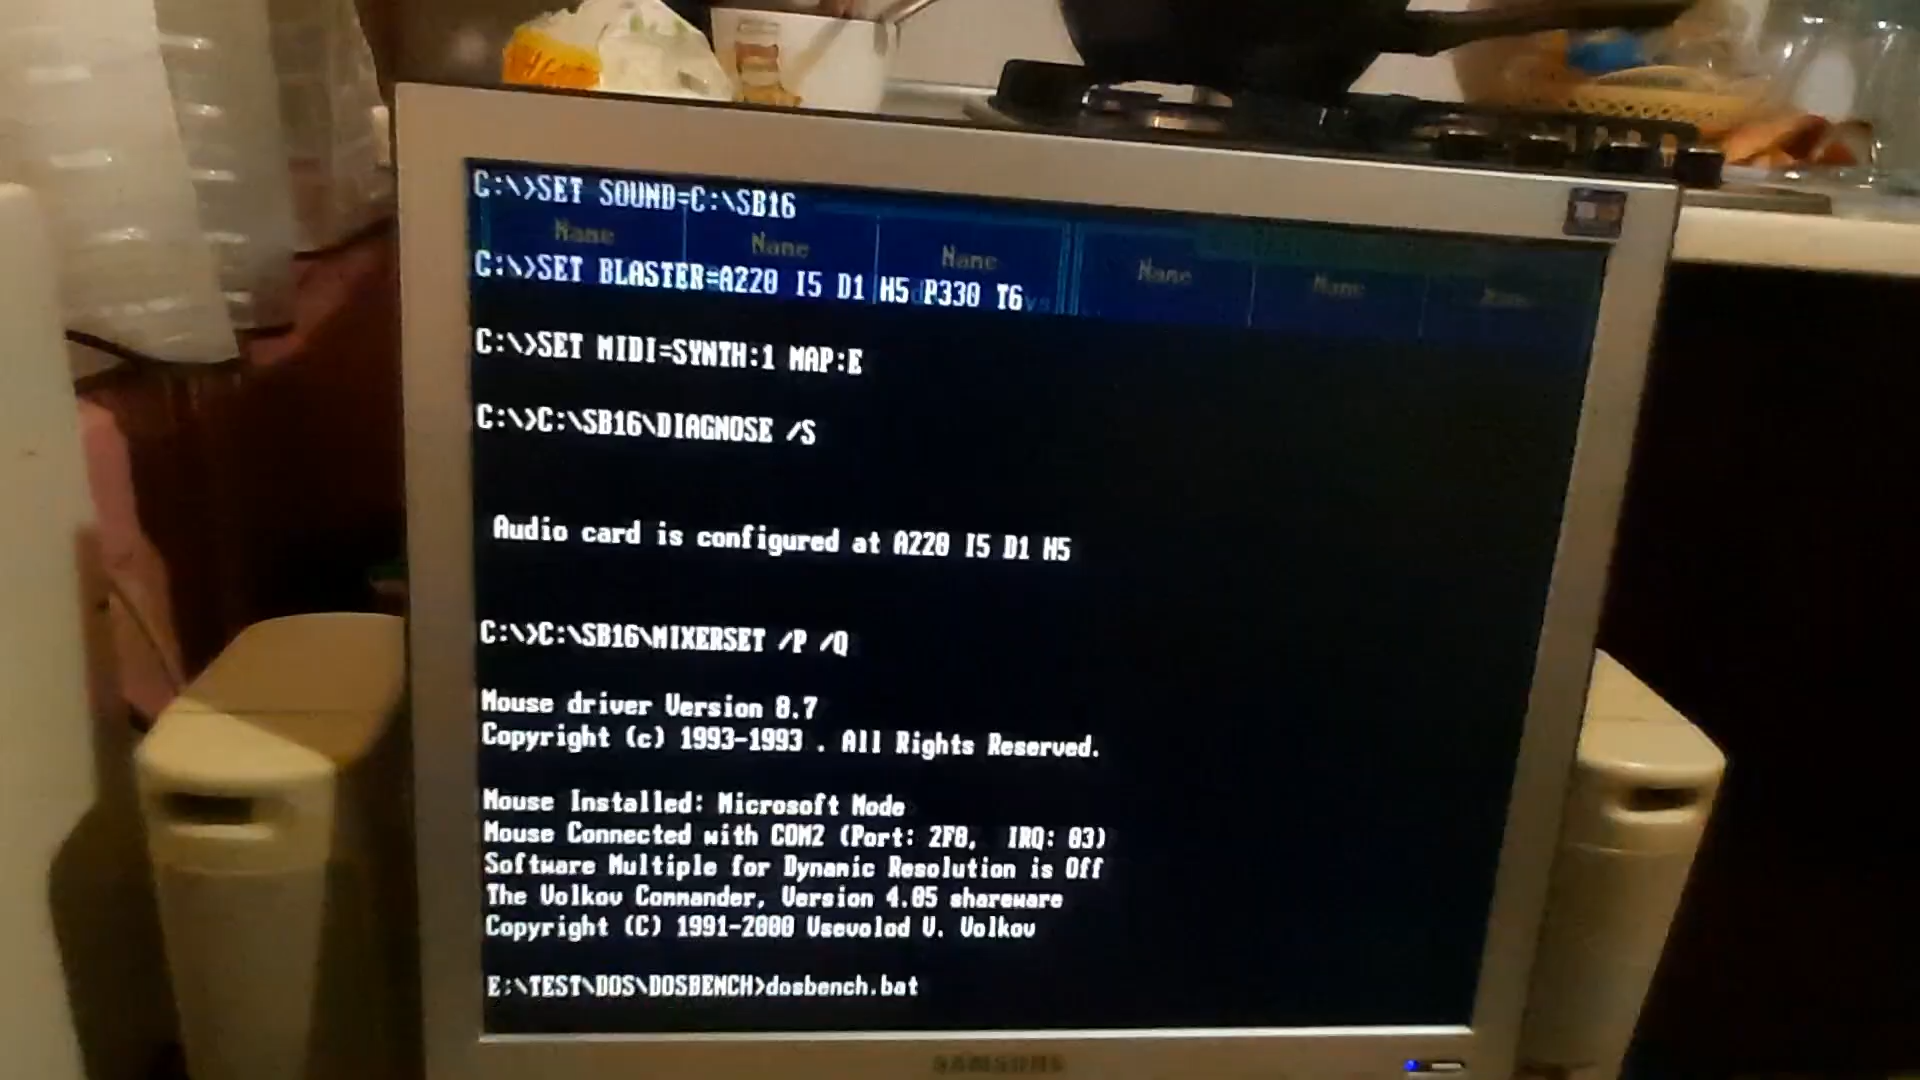 C:\>SET SOUND=C:\SB16
Name Name Name Name Name Name
C:\>SET BLASTER=A220 I5 D1 H5 P330 T6
C:\>SET MIDI=SYNTH:1 MAP:E
C:\>C:\SB16\DIAGNOSE /S
Audio card is configured at A220 I5 D1 H5
C:\>C:\SB16\MIXERSET /P /Q
Mouse driver Version 8.7
Copyright (c) 1993-1993 . All Rights Reserved.
Mouse Installed: Microsoft Mode
Mouse Connected with COM2 (Port: 2F8, IRQ: 03)
Software Multiple for Dynamic Resolution is Off
The Volkov Commander, Version 4.05 shareware
Copyright (C) 1991-2000 Vsevolod V. Volkov
E:\TEST\DOS\DOSBENCH>dosbench.bat
SAMSUNG